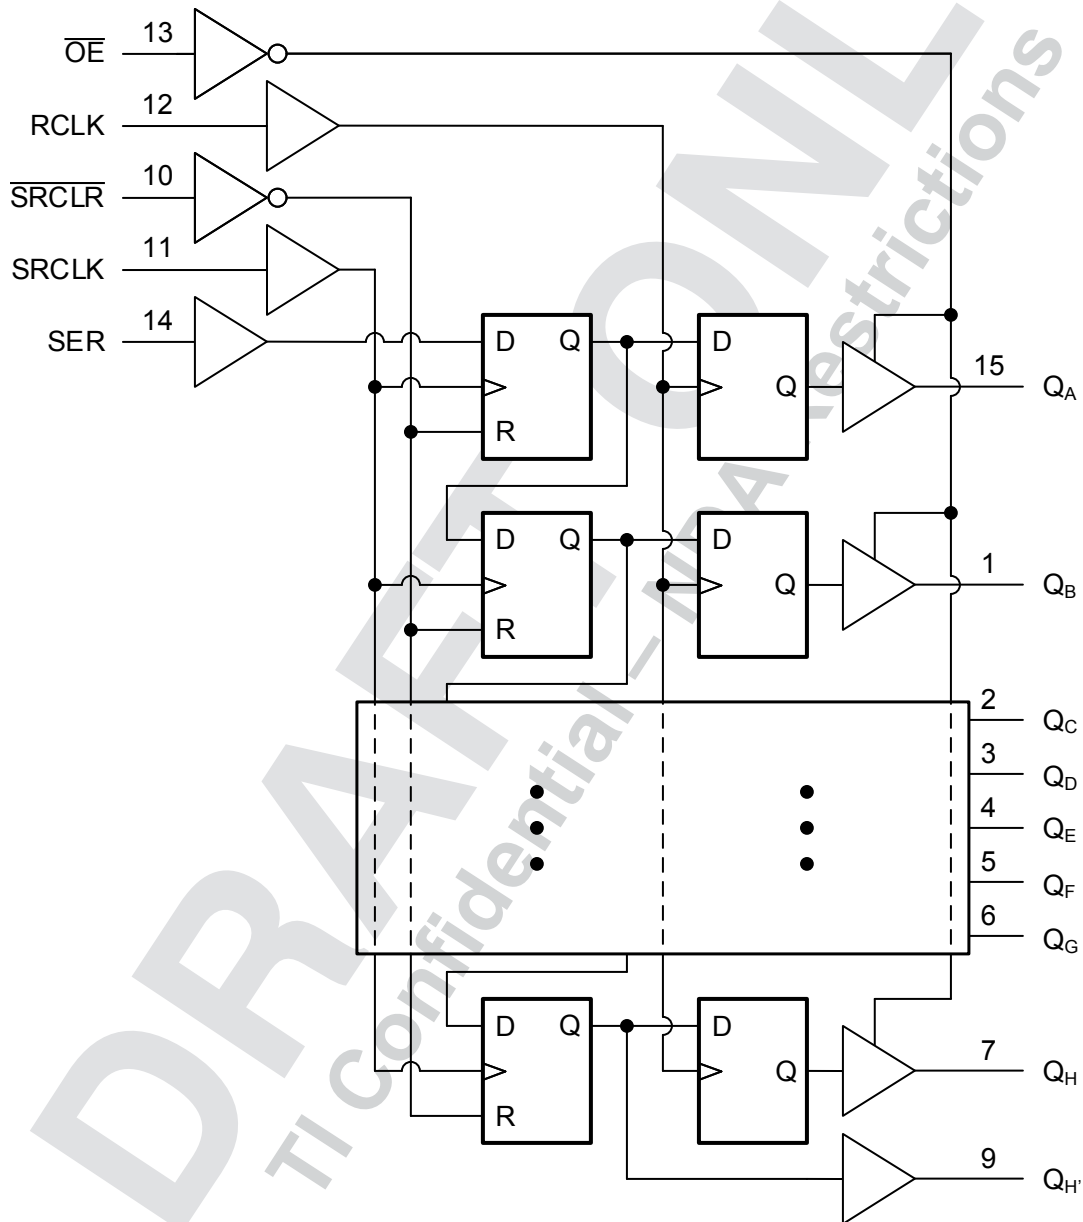 OE 13
RCLK 12
SRCLR 10
SRCLK 11
SER 14
D Q
R
D
Q
15 QA
D Q
R
D
Q
1 QB
2 QC
3 QD
4 QE
5 QF
6 QG
D Q
R
D
Q
7 QH
9 QH'
DRAFT ONL
TI Confidential – NDA Restrictions